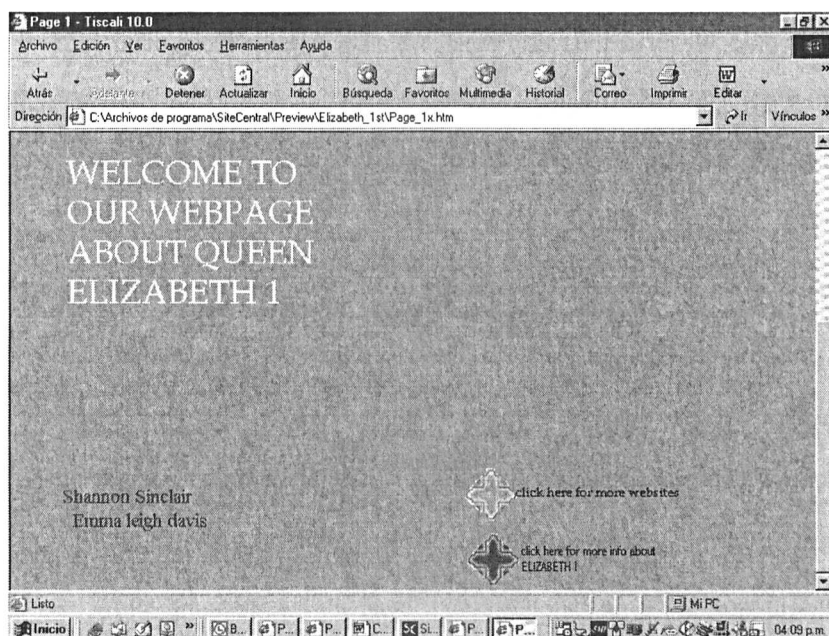 Page 1 - Tiscali 10.0
Archivo Edición Ver Favoritos Herramientas Ayuda
Atrás Adelante Detener Actualizar Inicio Búsqueda Favoritos Multimedia Historial Correo Imprimir Editar
Dirección C:\Archivos de programa\SiteCentral\Preview\Elizabeth_1st\Page_1x.htm Ir Vínculos »
WELCOME TO
OUR WEBPAGE
ABOUT QUEEN
ELIZABETH 1
click here for more websites
Shannon Sinclair
Emma leigh davis
click here for more info about
ELIZABETH I
Listo Mi PC
Inicio » B... P... P... C... Si... P... P... 04:09 p.m.